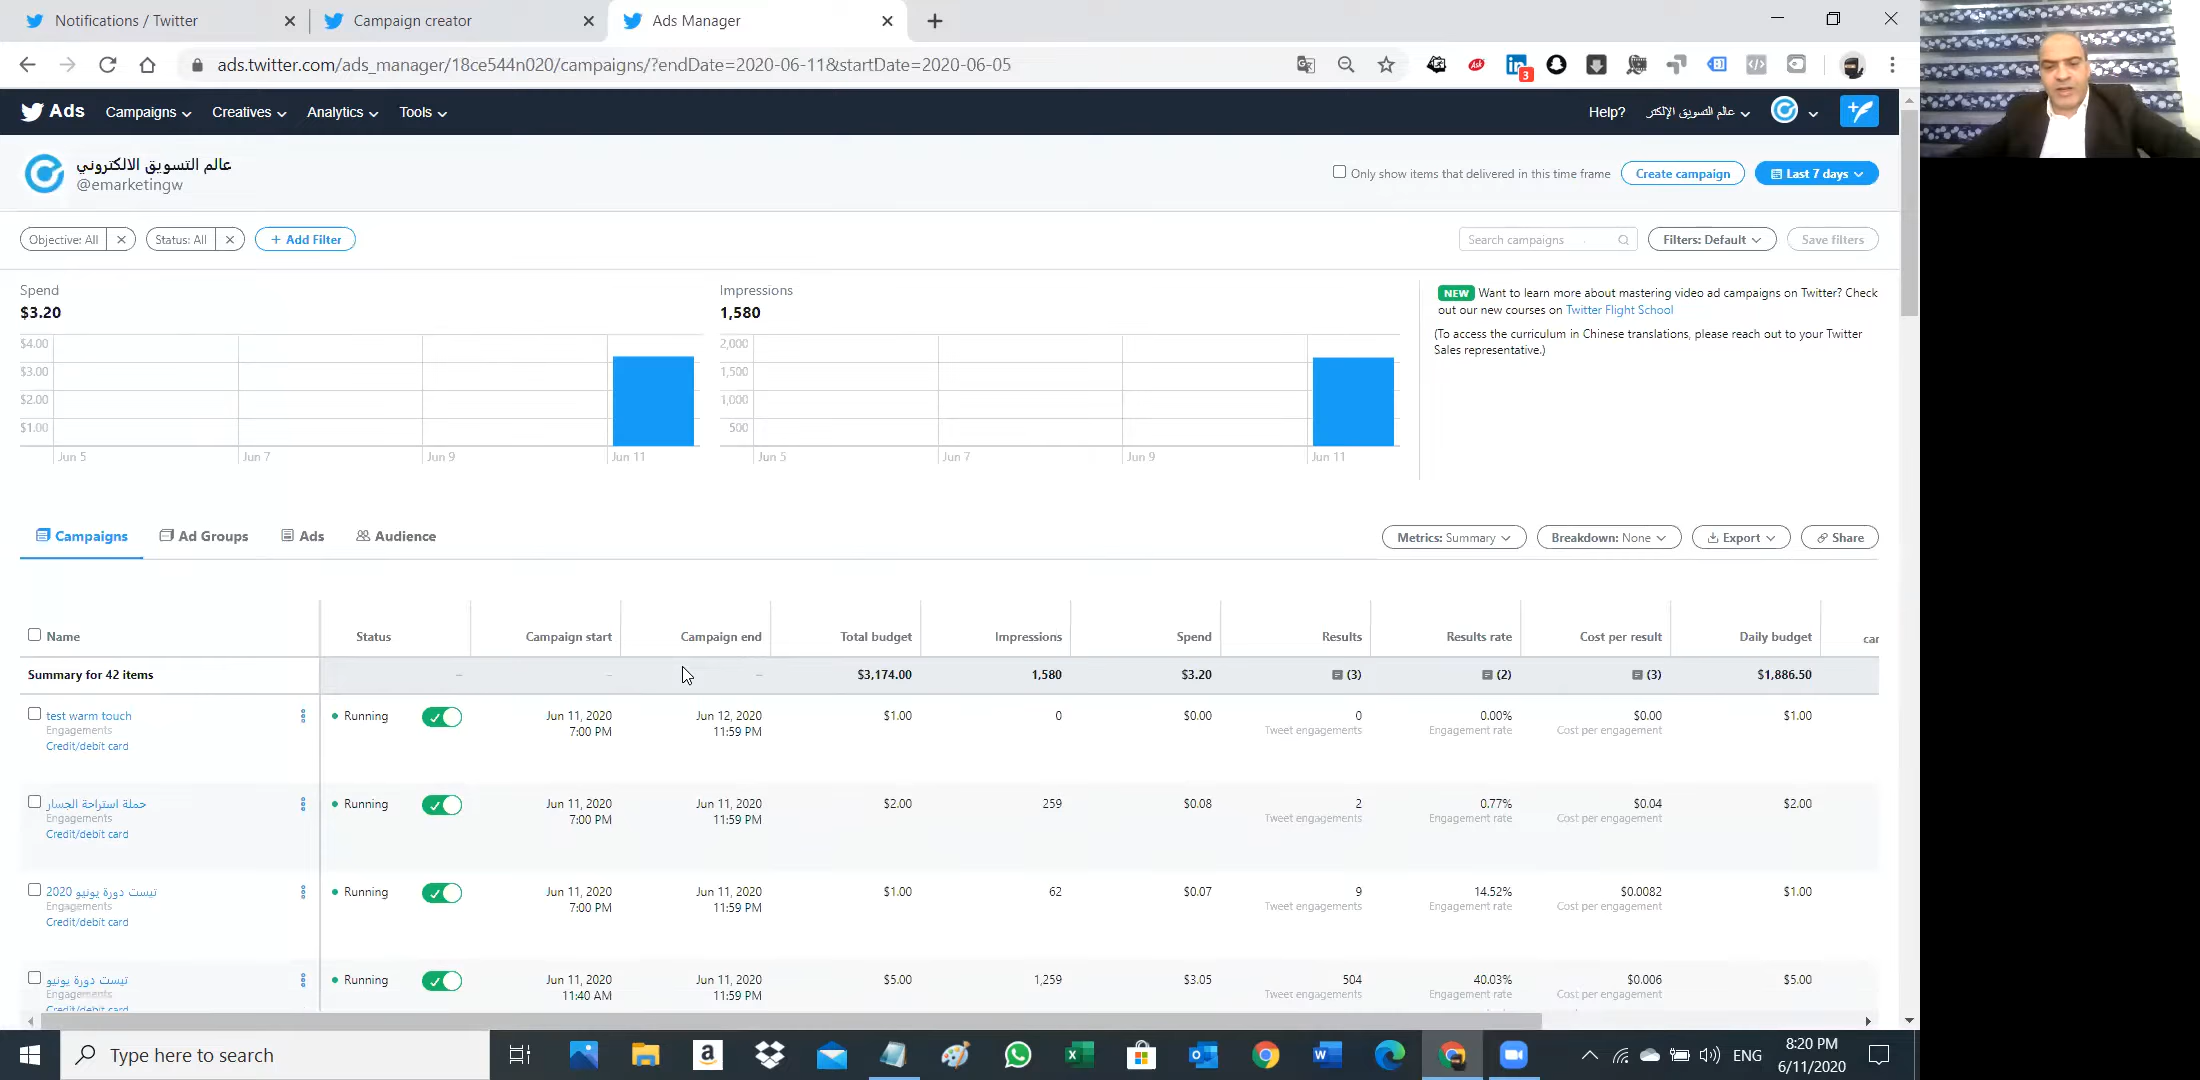 Notifications / Twitter
Campaign creator
Ads Manager
ads.twitter.com/ads_manager/18ce544n020/campaigns/?endDate=2020-06-11&startDate=2020-06-05
3
Ads Campaigns Creatives Analytics Tools
Help? عالم التسويق الإلكتر
عالم التسويق الالكتروني
@emarketingw
Only show items that delivered in this time frame Create campaign Last 7 days
Objective: All Status: All + Add Filter
Search campaigns Filters: Default Save filters
Spend
$3.20
$4.00
$3.00
$2.00
$1.00
Jun 5 Jun 7 Jun 9 Jun 11
Impressions
1,580
2,000
1,500
1,000
500
Jun 5 Jun 7 Jun 9 Jun 11
NEW Want to learn more about mastering video ad campaigns on Twitter? Check
out our new courses on Twitter Flight School
(To access the curriculum in Chinese translations, please reach out to your Twitter
Sales representative.)
Campaigns Ad Groups Ads Audience
Metrics: Summary Breakdown: None Export Share
Name Status Campaign start Campaign end Total budget Impressions Spend Results Results rate Cost per result Daily budget car
Summary for 42 items – – – $3,174.00 1,580 $3.20 (3) (2) (3) $1,886.50
test warm touch Running Jun 11, 2020 Jun 12, 2020 $1.00 0 $0.00 0 0.00% $0.00 $1.00
Engagements 7:00 PM 11:59 PM Tweet engagements Engagement rate Cost per engagement
Credit/debit card
حملة استراحة الجسار Running Jun 11, 2020 Jun 11, 2020 $2.00 259 $0.08 2 0.77% $0.04 $2.00
Engagements 7:00 PM 11:59 PM Tweet engagements Engagement rate Cost per engagement
Credit/debit card
تيست دورة يونيو 2020 Running Jun 11, 2020 Jun 11, 2020 $1.00 62 $0.07 9 14.52% $0.0082 $1.00
Engagements 7:00 PM 11:59 PM Tweet engagements Engagement rate Cost per engagement
Credit/debit card
تيست دورة يونيو Running Jun 11, 2020 Jun 11, 2020 $5.00 1,259 $3.05 504 40.03% $0.006 $5.00
Engagements 11:40 AM 11:59 PM Tweet engagements Engagement rate Cost per engagement
Credit/debit card
Type here to search
ENG
8:20 PM
6/11/2020